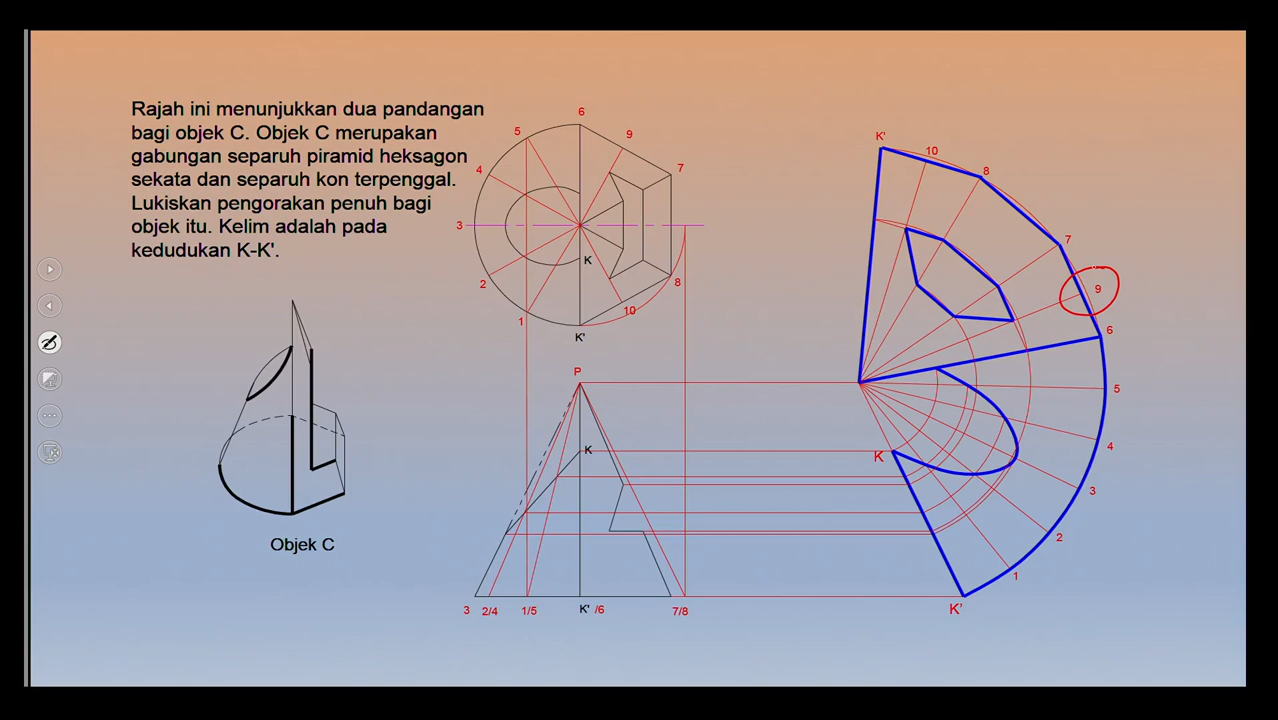 Rajah ini menunjukkan dua pandangan
bagi objek C. Objek C merupakan
gabungan separuh piramid heksagon
sekata dan separuh kon terpenggal.
Lukiskan pengorakan penuh bagi
objek itu. Kelim adalah pada
kedudukan K-K'.
Objek C
6
5
9
4
7
3
K
2
8
1
10
K'
P
K
3
2/4
1/5
K'
/6
7/8
K'
10
8
7
9
6
5
4
K
3
2
1
K'